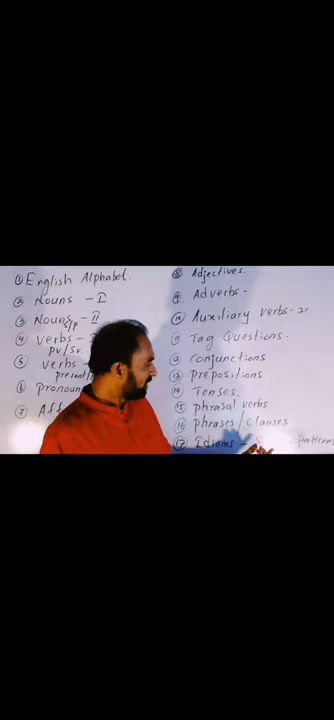 ① English Alphabet.
② Nouns - I
③ Nouns - II
s/p
④ Verbs -
PV/SV
⑤ Verbs -
present/
⑥ pronoun
⑦ Aff
⑧ Adjectives.
⑨ Adverbs -
⑩ Auxiliary verbs -
⑪ Tag Questions.
⑫ conjunctions
⑬ prepositions
⑭ Tenses.
⑮ phrasal verbs
⑯ phrases/clauses
⑰ Idioms - patterns